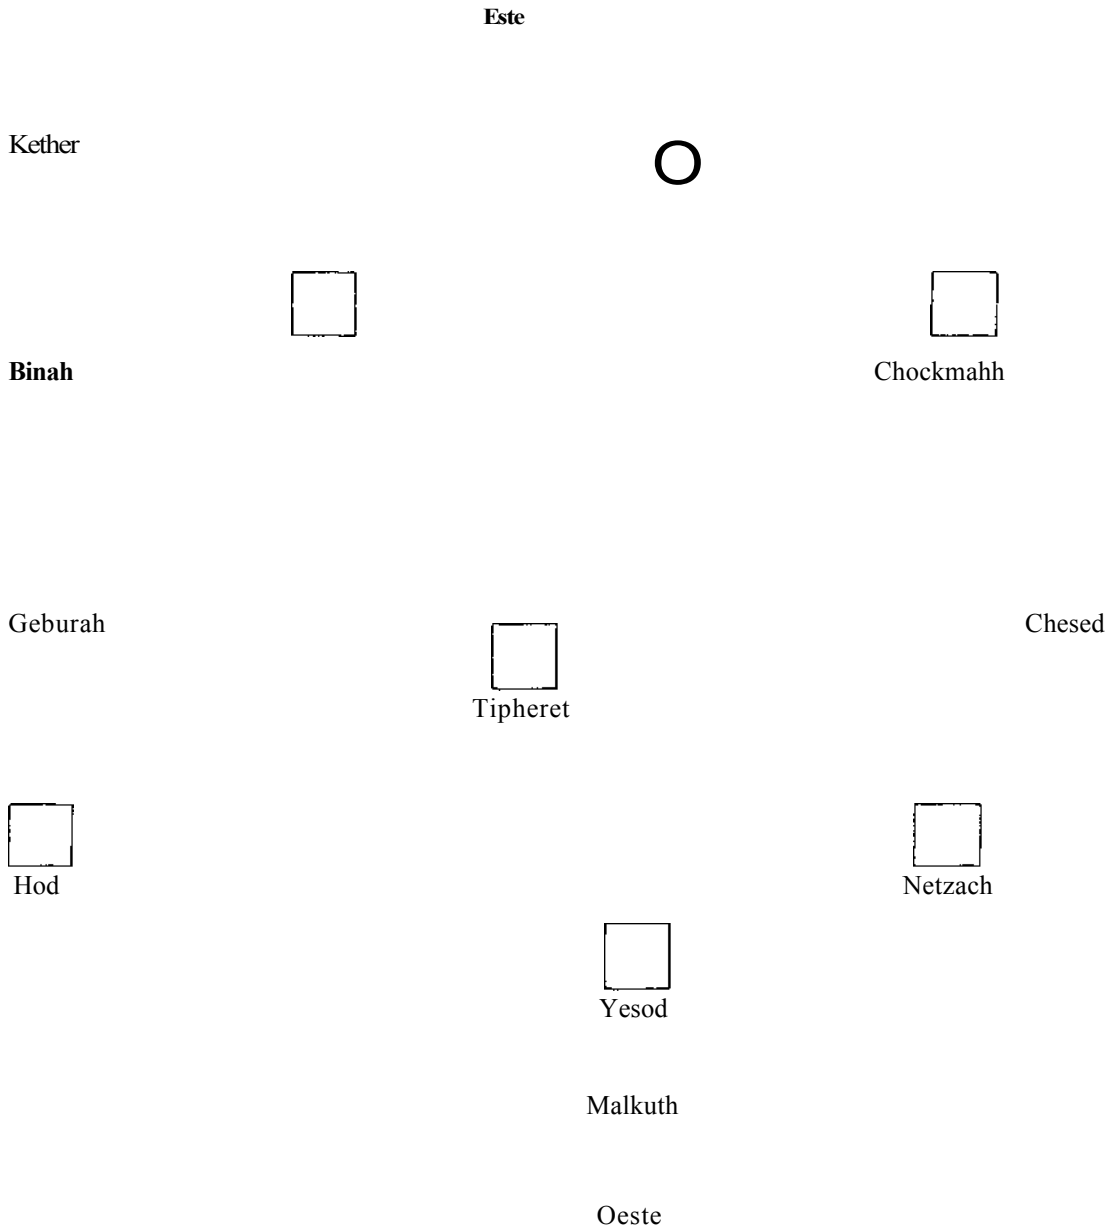 Este
Kether
O
Binah Chockmahh
Geburah Chesed
Tipheret
Hod Netzach
Yesod
Malkuth
Oeste